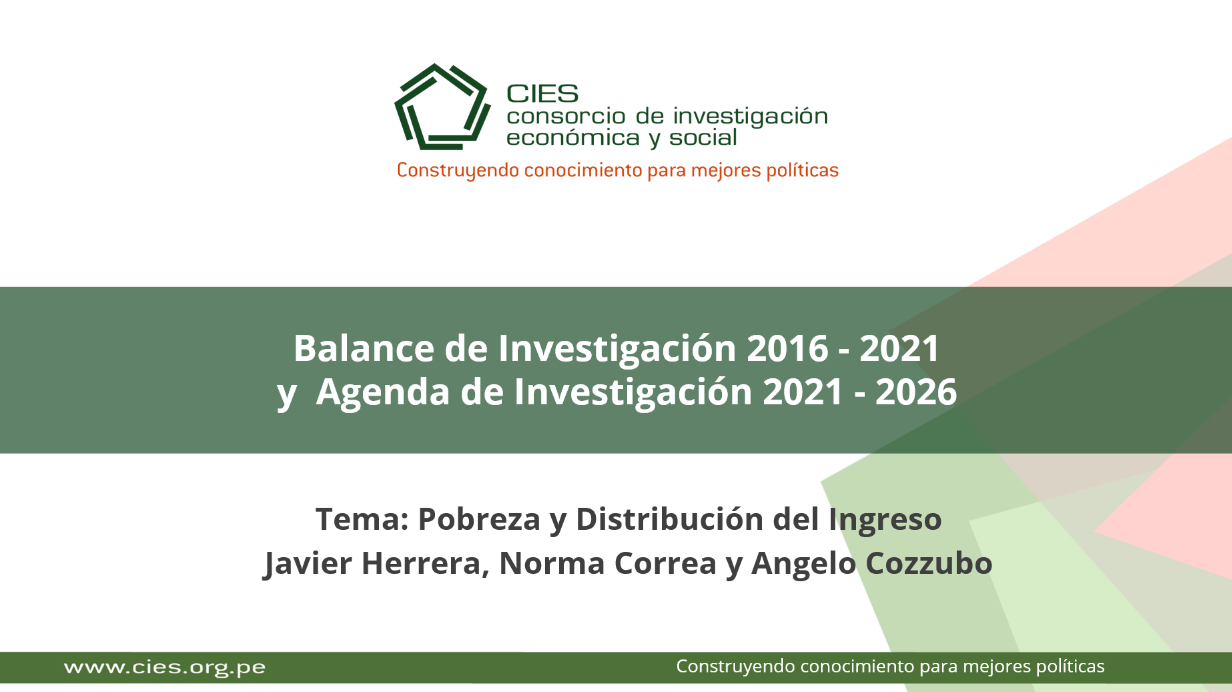 CIES
consorcio de investigación
económica y social
Construyendo conocimiento para mejores políticas
Balance de Investigación 2016 - 2021
y Agenda de Investigación 2021 - 2026
Tema: Pobreza y Distribución del Ingreso
Javier Herrera, Norma Correa y Angelo Cozzubo
www.cies.org.pe
Construyendo conocimiento para mejores políticas